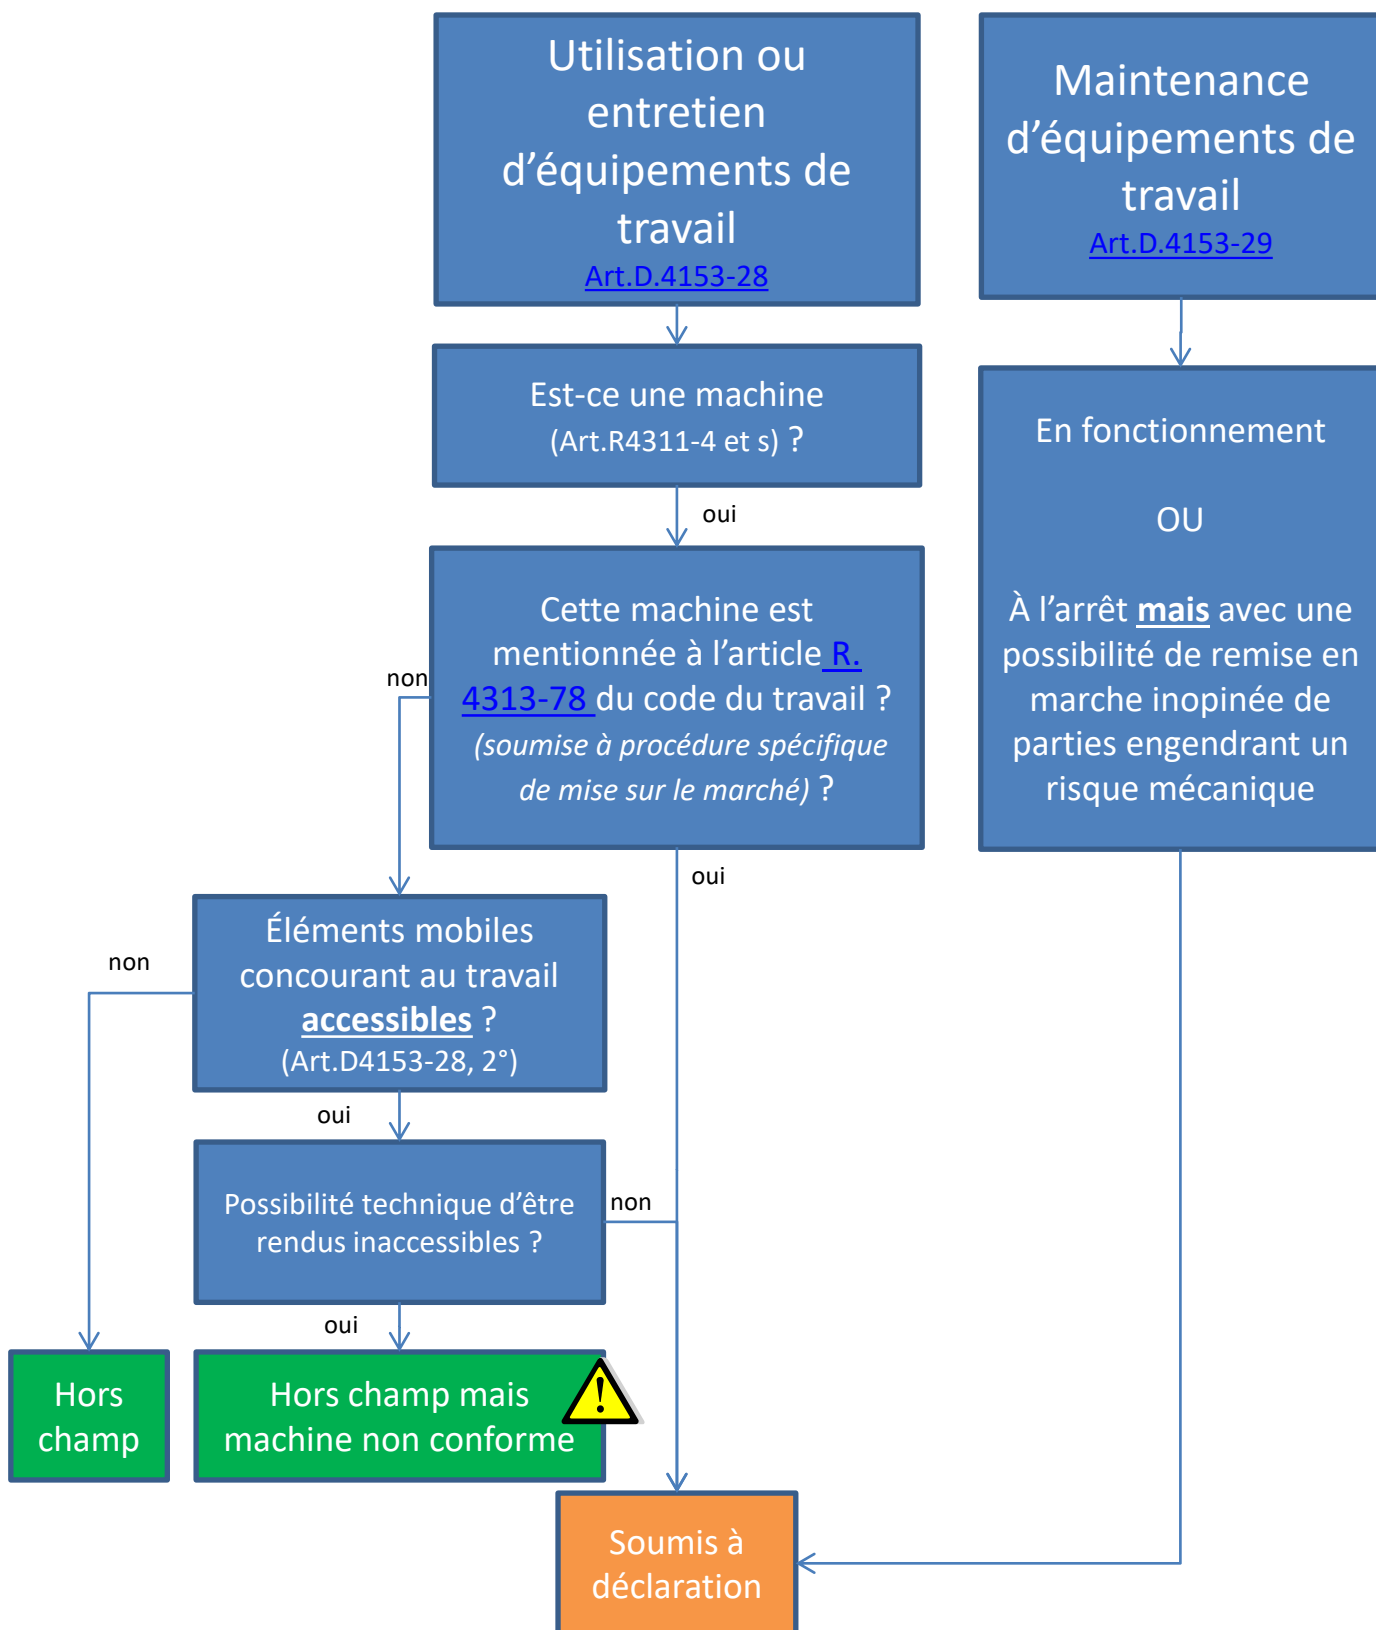 Utilisation ou
entretien
d’équipements de
travail
Art.D.4153-28
Maintenance
d’équipements de
travail
Art.D.4153-29
Est-ce une machine
(Art.R4311-4 et s) ?
oui
En fonctionnement
OU
À l’arrêt mais avec une
possibilité de remise en
marche inopinée de
parties engendrant un
risque mécanique
Cette machine est
mentionnée à l’article R.
4313-78 du code du travail ?
(soumise à procédure spécifique
de mise sur le marché) ?
non
oui
Éléments mobiles
concourant au travail
accessibles ?
(Art.D4153-28, 2°)
non
oui
Possibilité technique d’être
rendus inaccessibles ?
non
oui
Hors
champ
Hors champ mais
machine non conforme
!
Soumis à
déclaration